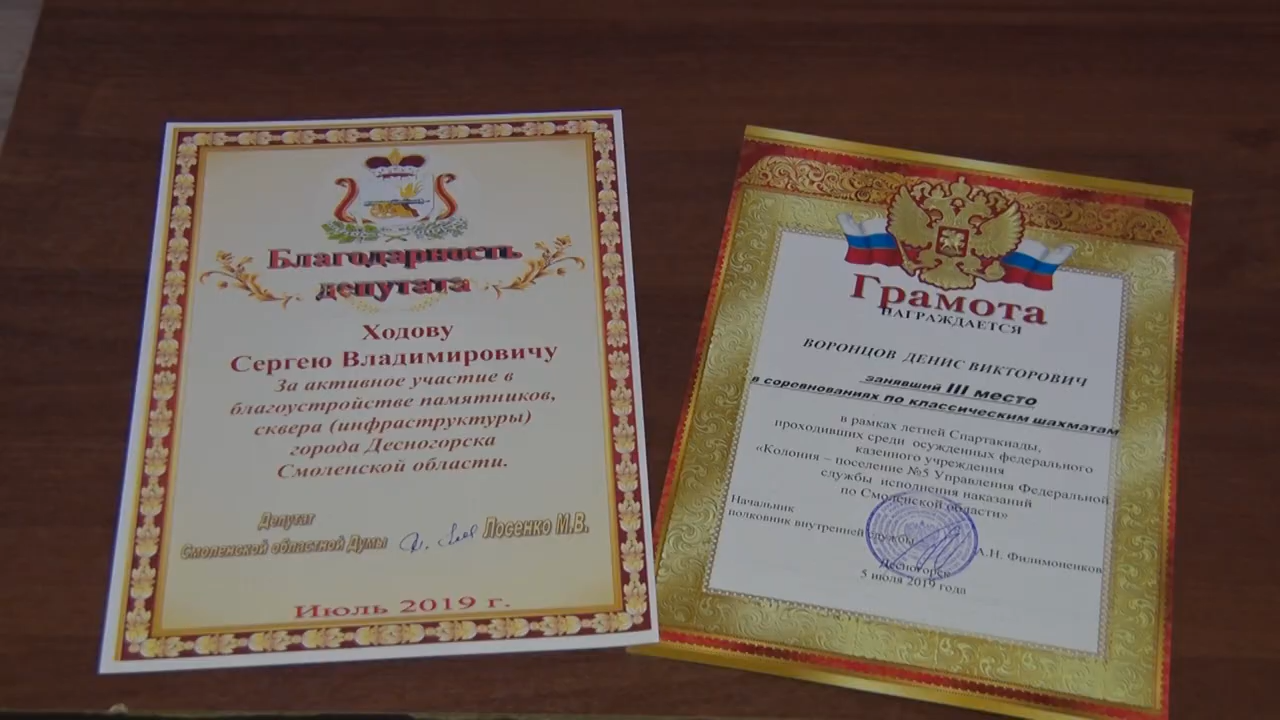 Благодарность
депутата
Ходову
Сергею Владимировичу
За активное участие в
благоустройстве памятников,
сквера (инфраструктуры)
города Десногорска
Смоленской области.
Депутат
Смоленской областной Думы
Лосенко М.В.
Июль 2019 г.
Грамота
НАГРАЖДАЕТСЯ
ВОРОНЦОВ ДЕНИС ВИКТОРОВИЧ
занявший III место
в соревнованиях по классическим шахматам
в рамках летней Спартакиады,
проходивших среди осужденных федерального
казенного учреждения
«Колония – поселение №5 Управления Федеральной
службы исполнения наказаний
по Смоленской области»
Начальник
полковник внутренней службы
А.Н. Филимоненков
Десногорск
5 июля 2019 года